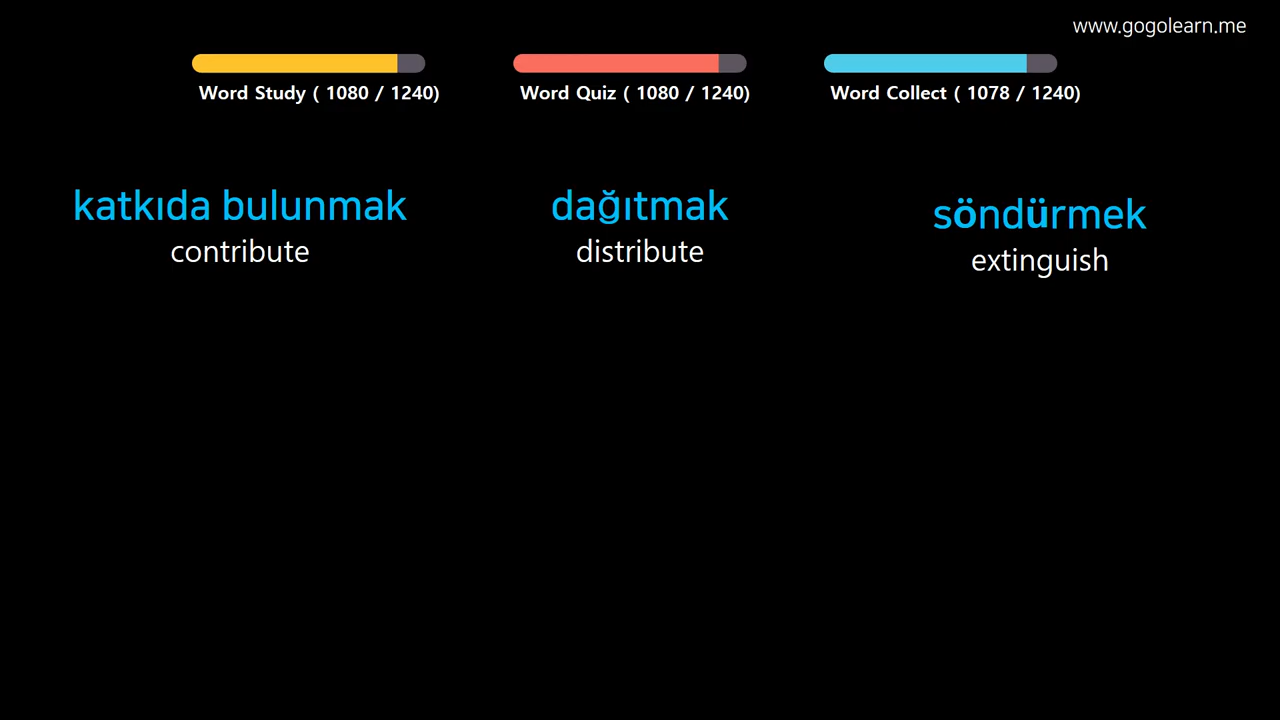 www.gogolearn.me
Word Study ( 1080 / 1240)
Word Quiz ( 1080 / 1240)
Word Collect ( 1078 / 1240)
katkıda bulunmak
contribute
dağıtmak
distribute
söndürmek
extinguish